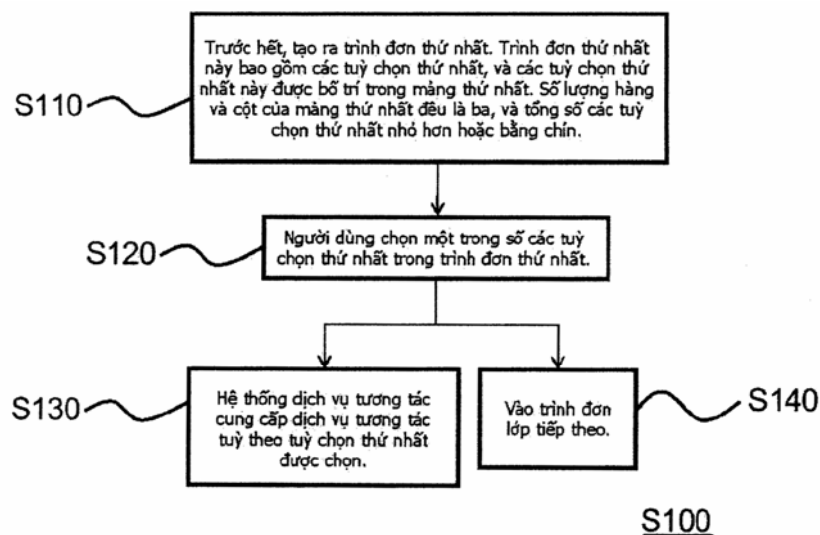 Trước hết, tạo ra trình đơn thứ nhất. Trình đơn thứ nhất
này bao gồm các tuỳ chọn thứ nhất, và các tuỳ chọn thứ
nhất này được bố trí trong mảng thứ nhất. Số lượng hàng
và cột của mảng thứ nhất đều là ba, và tổng số các tuỳ
chọn thứ nhất nhỏ hơn hoặc bằng chín.
S110
Người dùng chọn một trong số các tuỳ
chọn thứ nhất trong trình đơn thứ nhất.
S120
Hệ thống dịch vụ tương tác
cung cấp dịch vụ tương tác
tuỳ theo tuỳ chọn thứ nhất
được chọn.
S130
Vào trình đơn
lớp tiếp theo.
S140
S100